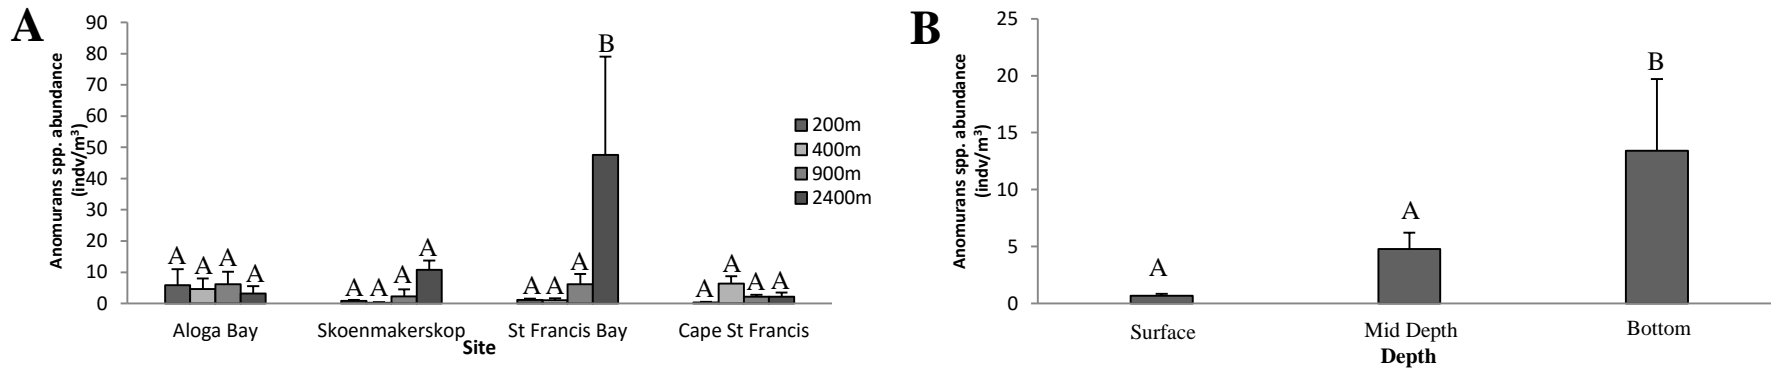 A
Anomurans spp. abundance
(indv/m³)
90
80
70
60
50
40
30
20
10
0
A A A A
A A A A
A A A B
A A A A
Aloga Bay Skoenmakerskop St Francis Bay Cape St Francis
Site
200m
400m
900m
2400m
B
Anomurans spp. abundance
(indv/m³)
25
20
15
10
5
0
A A B
Surface Mid Depth Bottom
Depth